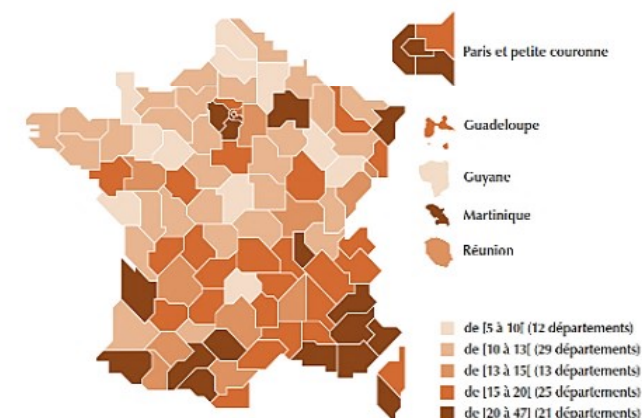 Paris et petite couronne
Guadeloupe
Guyane
Martinique
Réunion
de [5 à 10[ (12 départements)
de [10 à 13[ (29 départements)
de [13 à 15[ (13 départements)
de [15 à 20[ (25 départements)
de [20 à 47] (21 départements)